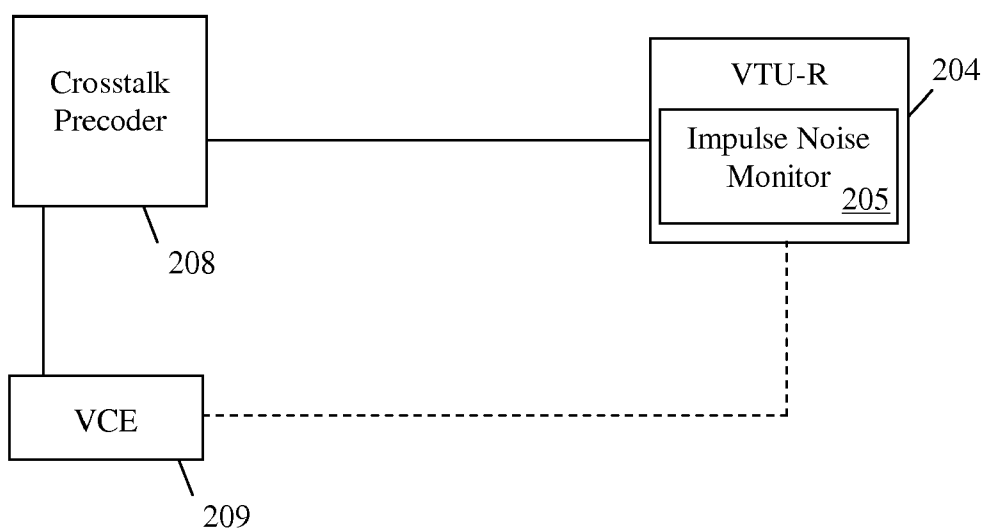 Crosstalk
Precoder
VTU-R
204
Impulse Noise
Monitor
205
208
VCE
209